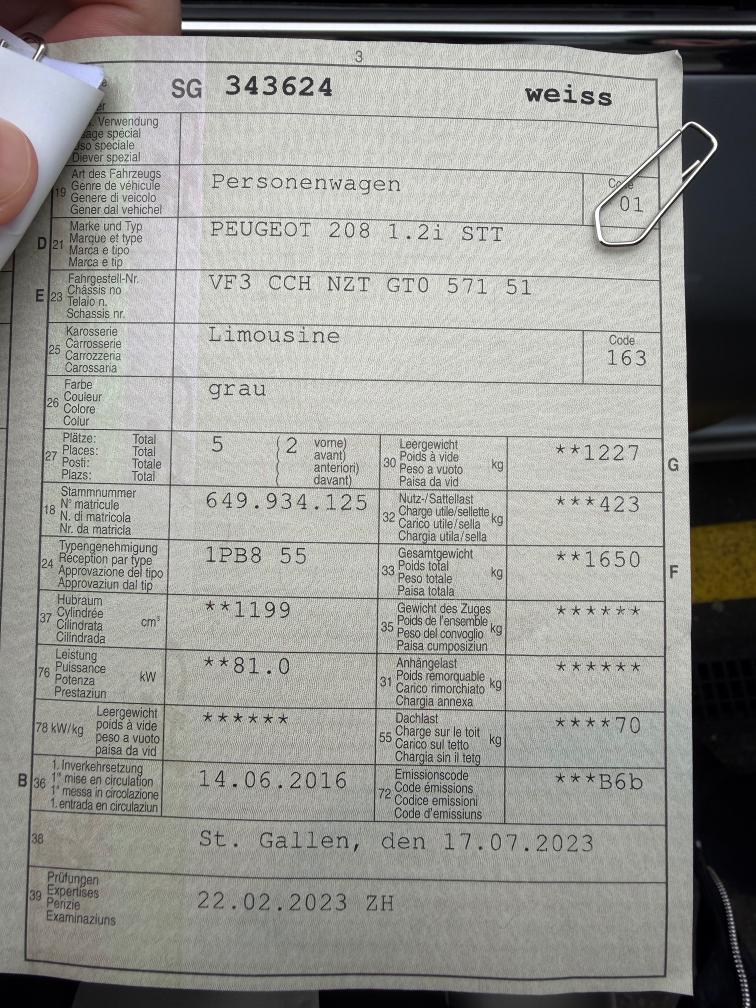 3
SG 343624 weiss
Verwendung
Uso speciale
Diever spezial
19 Art des Fahrzeugs
Genre de véhicule
Genere di veicolo
Gener dal vehichel
Personenwagen
Code
01
D 21 Marke und Typ
Marque et type
Marca e tipo
Marca e tip
PEUGEOT 208 1.2i STT
E 23 Fahrgestell-Nr.
Châssis no
Telaio n.
Schassis nr.
VF3 CCH NZT GT0 571 51
25 Karosserie
Carrosserie
Carrozzeria
Carossaria
Limousine
Code
163
26 Farbe
Couleur
Colore
Colur
grau
27 Plätze: Total
Places: Total
Posti: Totale
Plazs: Total
5 (2 vorne)
avant)
anteriori)
davant)
30 Leergewicht
Poids à vide
Peso a vuoto
Paisa da vid
kg
**1227
G
18 Stammnummer
N° matricule
N. di matricola
Nr. da matricla
649.934.125
32 Nutz-/Sattellast
Charge utile/sellette
Carico utile/sella
Chargia utila/sella
kg
***423
24 Typengenehmigung
Réception par type
Approvazione del tipo
Approvaziun dal tip
1PB8 55
33 Gesamtgewicht
Poids total
Peso totale
Paisa totala
kg
**1650
F
37 Hubraum
Cylindrée
Cilindrata
Cilindrada
cm³
**1199
35 Gewicht des Zuges
Poids de l'ensemble
Peso del convoglio
Paisa cumposiziun
kg
******
76 Leistung
Puissance
Potenza
Prestaziun
kW
**81.0
31 Anhängelast
Poids remorquable
Carico rimorchiato
Chargia annexa
kg
******
78 kW/kg Leergewicht
poids à vide
peso a vuoto
paisa da vid
******
55 Dachlast
Charge sur le toit
Carico sul tetto
Chargia sin il tetg
kg
****70
B 36 1. Inverkehrsetzung
1re mise en circulation
1a messa in circolazione
1. entrada en circulaziun
14.06.2016
72 Emissionscode
Code émissions
Codice emissioni
Code d'emissiuns
***B6b
38 St. Gallen, den 17.07.2023
39 Prüfungen
Expertises
Perizie
Examinaziuns
22.02.2023 ZH